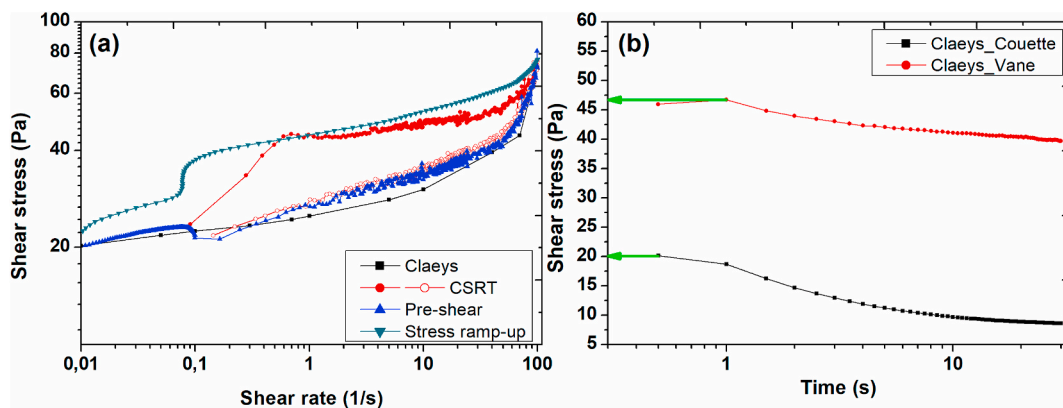 (a)
100
80
60
40
20
Shear stress (Pa)
Claeys
CSRT
Pre-shear
Stress ramp-up
0,01 0,1 1 10 100
Shear rate (1/s)
(b)
60
55
50
45
40
35
30
25
20
15
10
5
Shear stress (Pa)
Claeys_Couette
Claeys_Vane
1 10
Time (s)